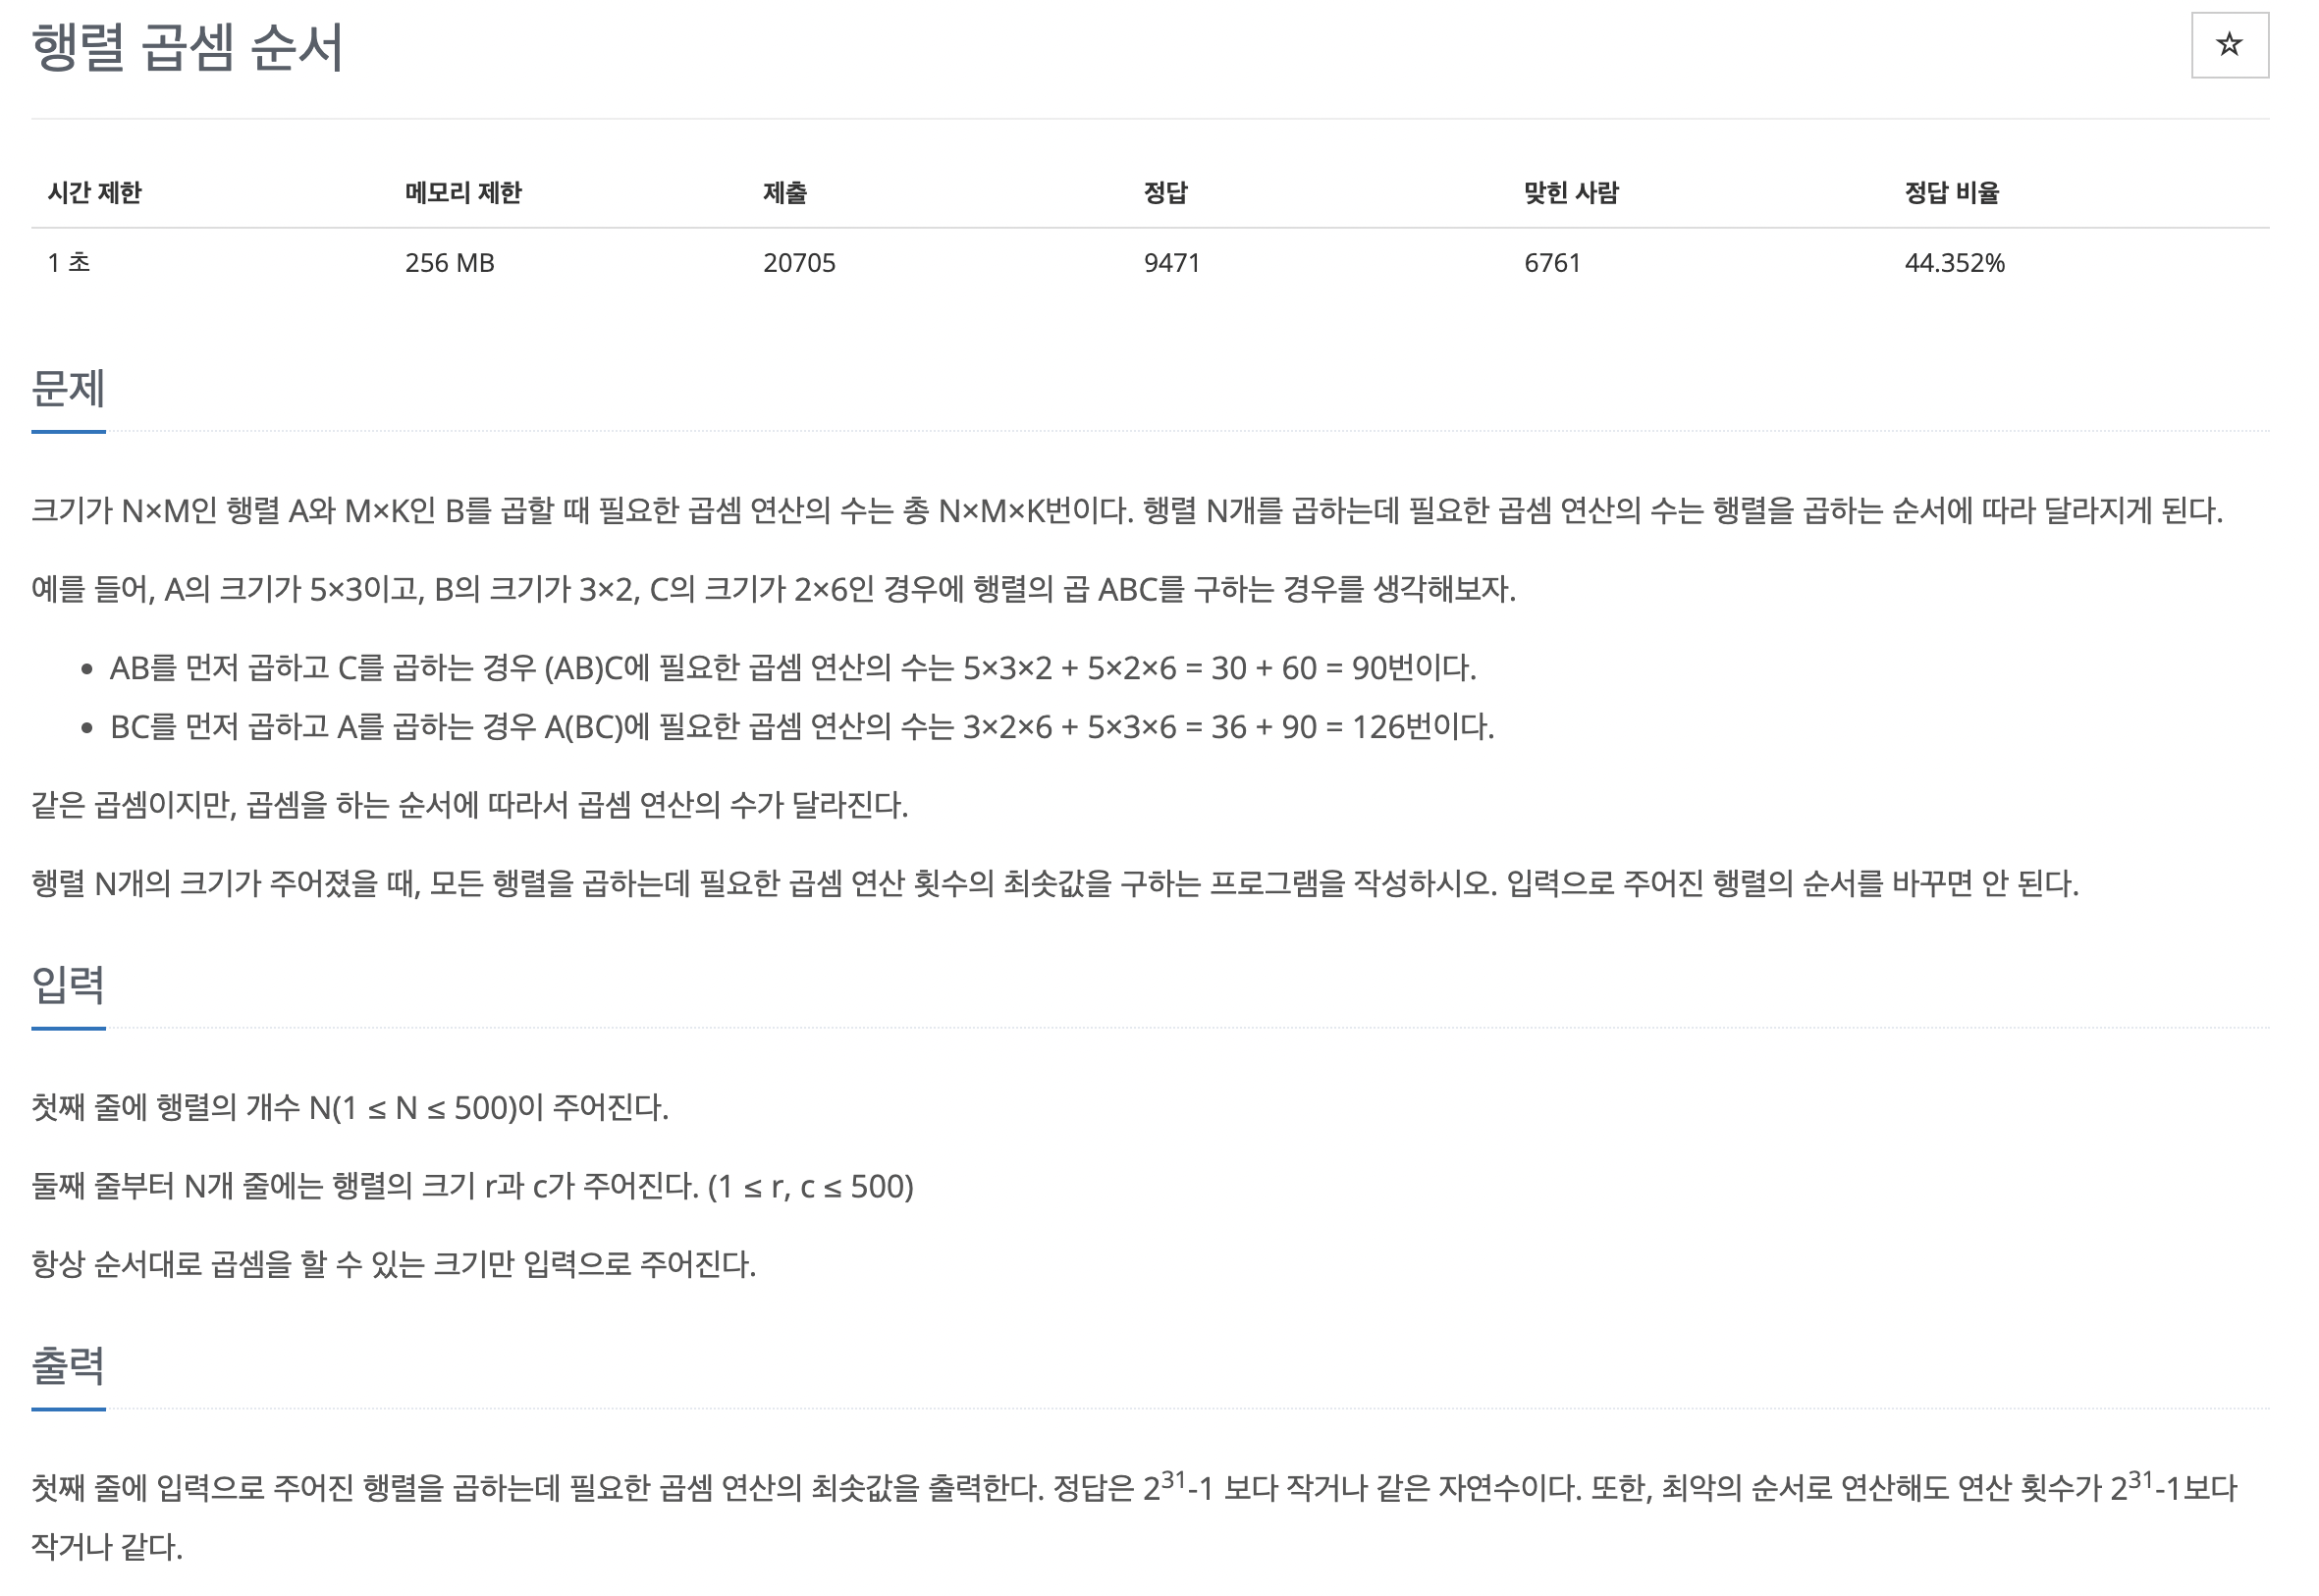 행렬 곱셈 순서
시간 제한 메모리 제한 제출 정답 맞힌 사람 정답 비율
1 초 256 MB 20705 9471 6761 44.352%
문제
크기가 N×M인 행렬 A와 M×K인 B를 곱할 때 필요한 곱셈 연산의 수는 총 N×M×K번이다. 행렬 N개를 곱하는데 필요한 곱셈 연산의 수는 행렬을 곱하는 순서에 따라 달라지게 된다.
예를 들어, A의 크기가 5×3이고, B의 크기가 3×2, C의 크기가 2×6인 경우에 행렬의 곱 ABC를 구하는 경우를 생각해보자.
• AB를 먼저 곱하고 C를 곱하는 경우 (AB)C에 필요한 곱셈 연산의 수는 5×3×2 + 5×2×6 = 30 + 60 = 90번이다.
• BC를 먼저 곱하고 A를 곱하는 경우 A(BC)에 필요한 곱셈 연산의 수는 3×2×6 + 5×3×6 = 36 + 90 = 126번이다.
같은 곱셈이지만, 곱셈을 하는 순서에 따라서 곱셈 연산의 수가 달라진다.
행렬 N개의 크기가 주어졌을 때, 모든 행렬을 곱하는데 필요한 곱셈 연산 횟수의 최솟값을 구하는 프로그램을 작성하시오. 입력으로 주어진 행렬의 순서를 바꾸면 안 된다.
입력
첫째 줄에 행렬의 개수 N(1 ≤ N ≤ 500)이 주어진다.
둘째 줄부터 N개 줄에는 행렬의 크기 r과 c가 주어진다. (1 ≤ r, c ≤ 500)
항상 순서대로 곱셈을 할 수 있는 크기만 입력으로 주어진다.
출력
첫째 줄에 입력으로 주어진 행렬을 곱하는데 필요한 곱셈 연산의 최솟값을 출력한다. 정답은 2³¹-1 보다 작거나 같은 자연수이다. 또한, 최악의 순서로 연산해도 연산 횟수가 2³¹-1보다
작거나 같다.